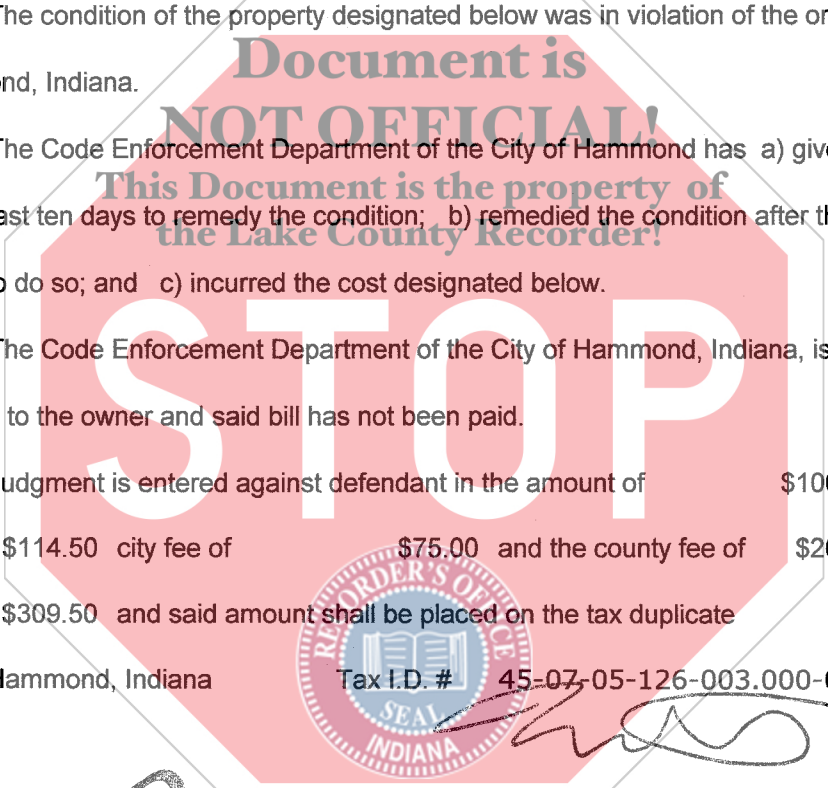 The condition of the property designated below was in violation of the or
Document is
nd, Indiana.
NOT OFFICIAL!
The Code Enforcement Department of the City of Hammond has a) giv
This Document is the property of
ast ten days to remedy the condition; b) remedied the condition after th
the Lake County Recorder!
o do so; and c) incurred the cost designated below.
The Code Enforcement Department of the City of Hammond, Indiana, is
STOP
to the owner and said bill has not been paid.
udgment is entered against defendant in the amount of $100
$114.50 city fee of $75.00 and the county fee of $20
RECORDER'S OFFICE
$309.50 and said amount shall be placed on the tax duplicate
Hammond, Indiana Tax I.D. # 45-07-05-126-003.000-
SEAL
INDIANA